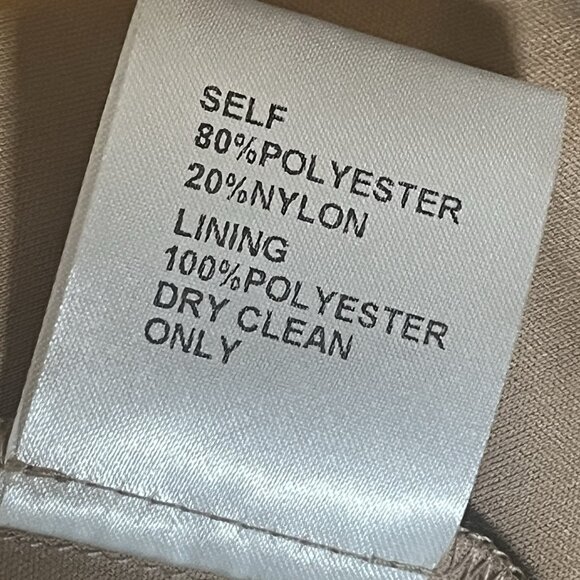 SELF
80%POLYESTER
20%NYLON
LINING
100%POLYESTER
DRY CLEAN
ONLY